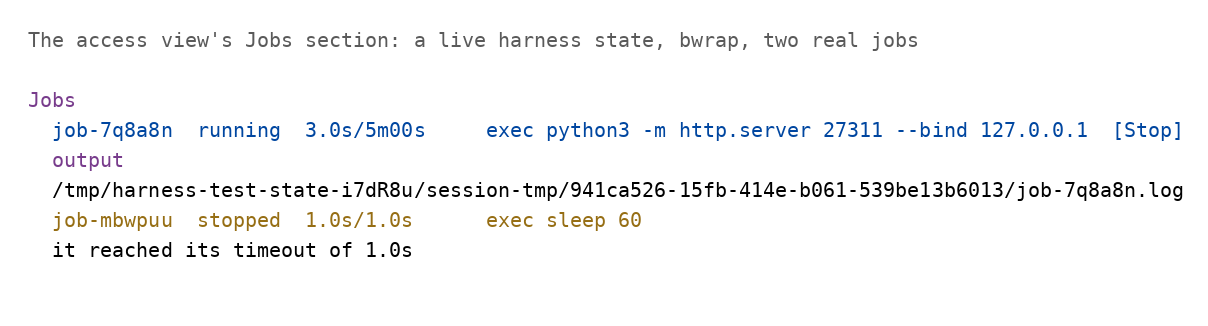 The access view's Jobs section: a live harness state, bwrap, two real jobs
Jobs
job-7q8a8n  running  3.0s/5m00s     exec python3 -m http.server 27311 --bind 127.0.0.1  [Stop]
output
/tmp/harness-test-state-i7dR8u/session-tmp/941ca526-15fb-414e-b061-539be13b6013/job-7q8a8n.log
job-mbwpuu  stopped  1.0s/1.0s      exec sleep 60
it reached its timeout of 1.0s